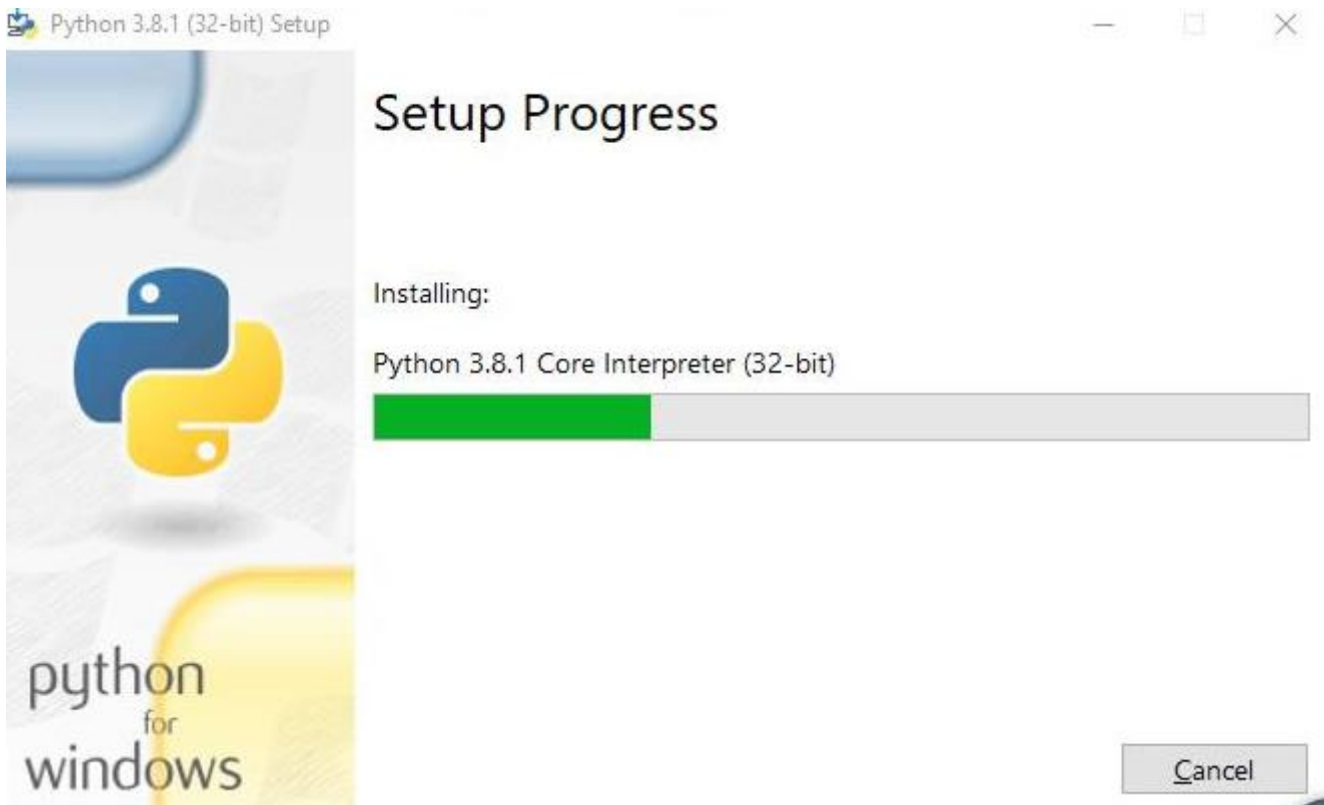 Python 3.8.1 (32-bit) Setup
Setup Progress
Installing:
Python 3.8.1 Core Interpreter (32-bit)
python
for
windows
Cancel